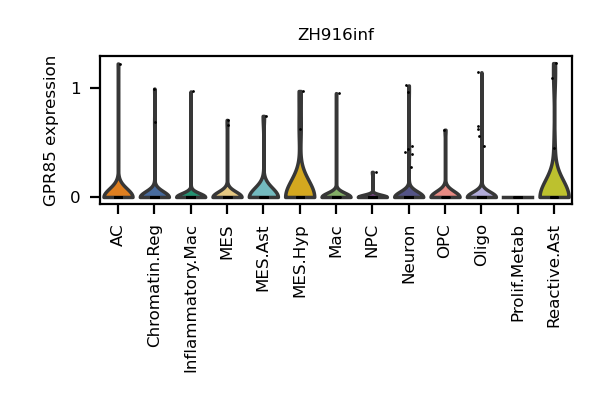 ZH916inf
GPR85 expression
1
0
AC
Chromatin.Reg
Inflammatory.Mac
MES
MES.Ast
MES.Hyp
Mac
NPC
Neuron
OPC
Oligo
Prolif.Metab
Reactive.Ast